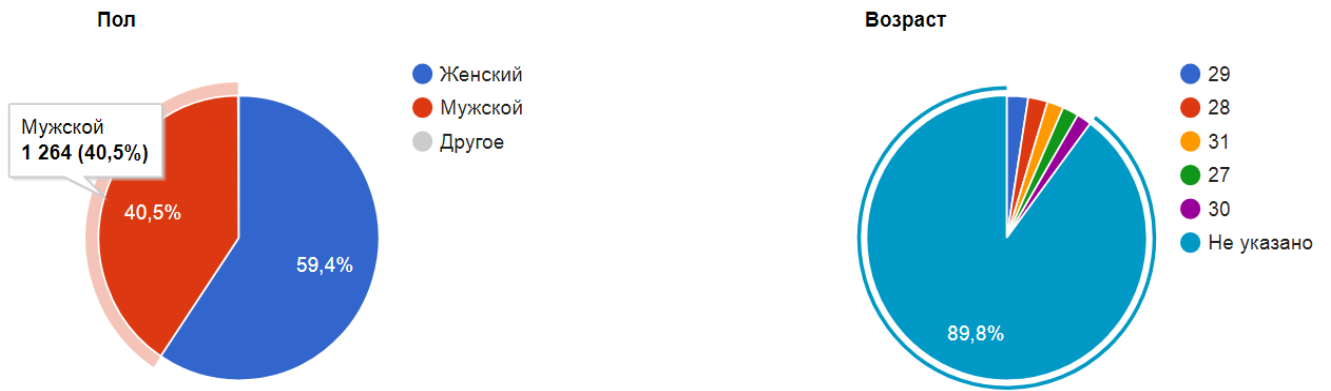 Пол
Женский
Мужской
Другое
Мужской
1 264 (40,5%)
40,5%
59,4%
Возраст
29
28
31
27
30
Не указано
89,8%